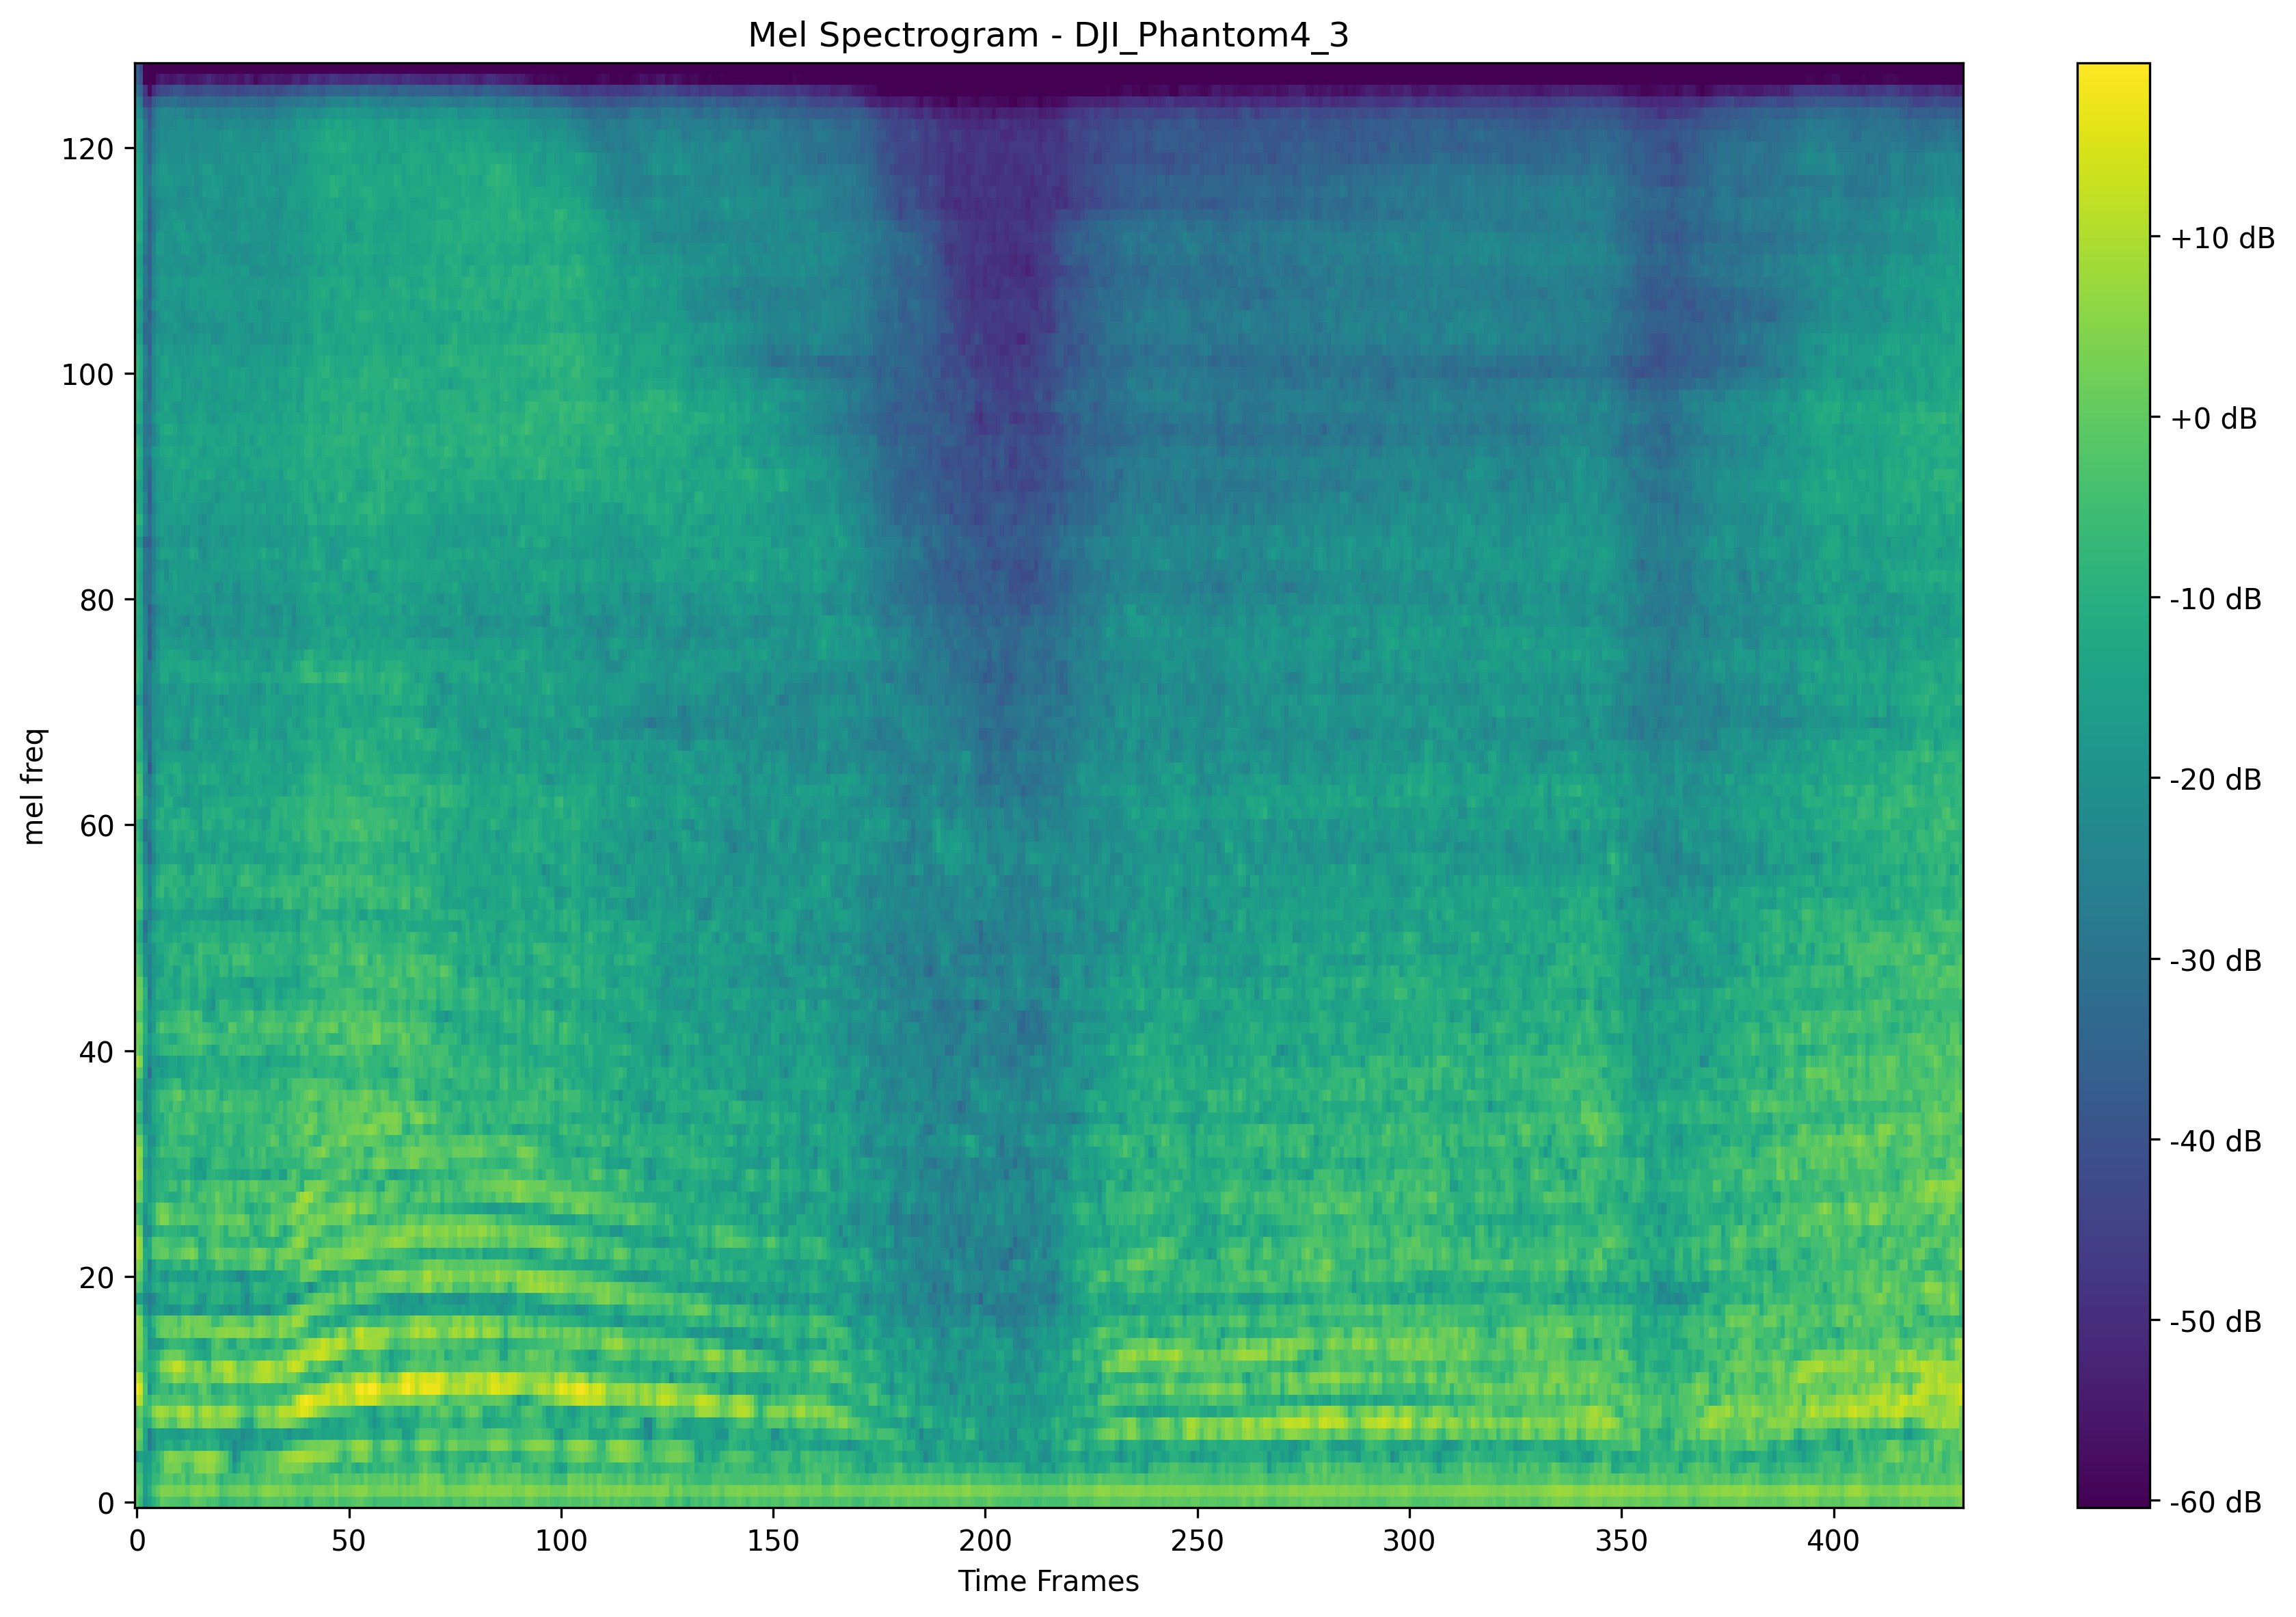 Mel Spectrogram - DJI_Phantom4_3
mel freq
120
100
80
60
40
20
0
0 50 100 150 200 250 300 350 400
Time Frames
+10 dB
+0 dB
-10 dB
-20 dB
-30 dB
-40 dB
-50 dB
-60 dB